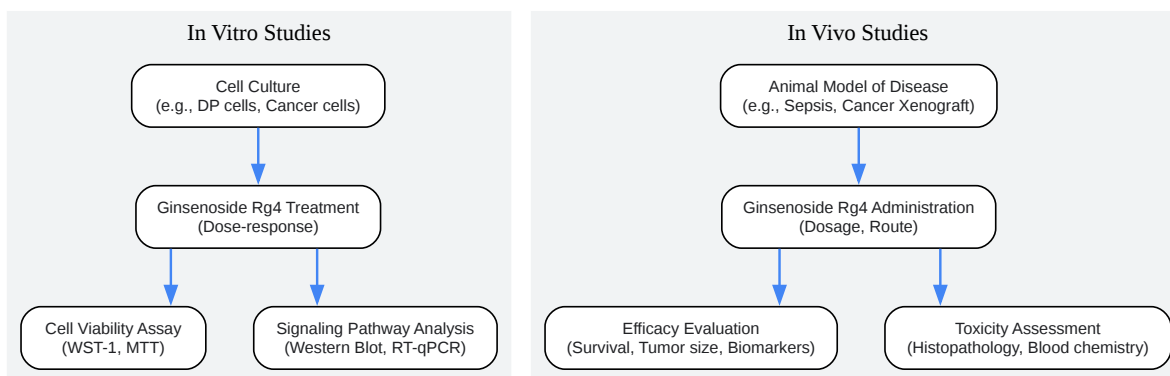 In Vitro Studies
Cell Culture
(e.g., DP cells, Cancer cells)
Ginsenoside Rg4 Treatment
(Dose-response)
Cell Viability Assay
(WST-1, MTT)
Signaling Pathway Analysis
(Western Blot, RT-qPCR)
In Vivo Studies
Animal Model of Disease
(e.g., Sepsis, Cancer Xenograft)
Ginsenoside Rg4 Administration
(Dosage, Route)
Efficacy Evaluation
(Survival, Tumor size, Biomarkers)
Toxicity Assessment
(Histopathology, Blood chemistry)